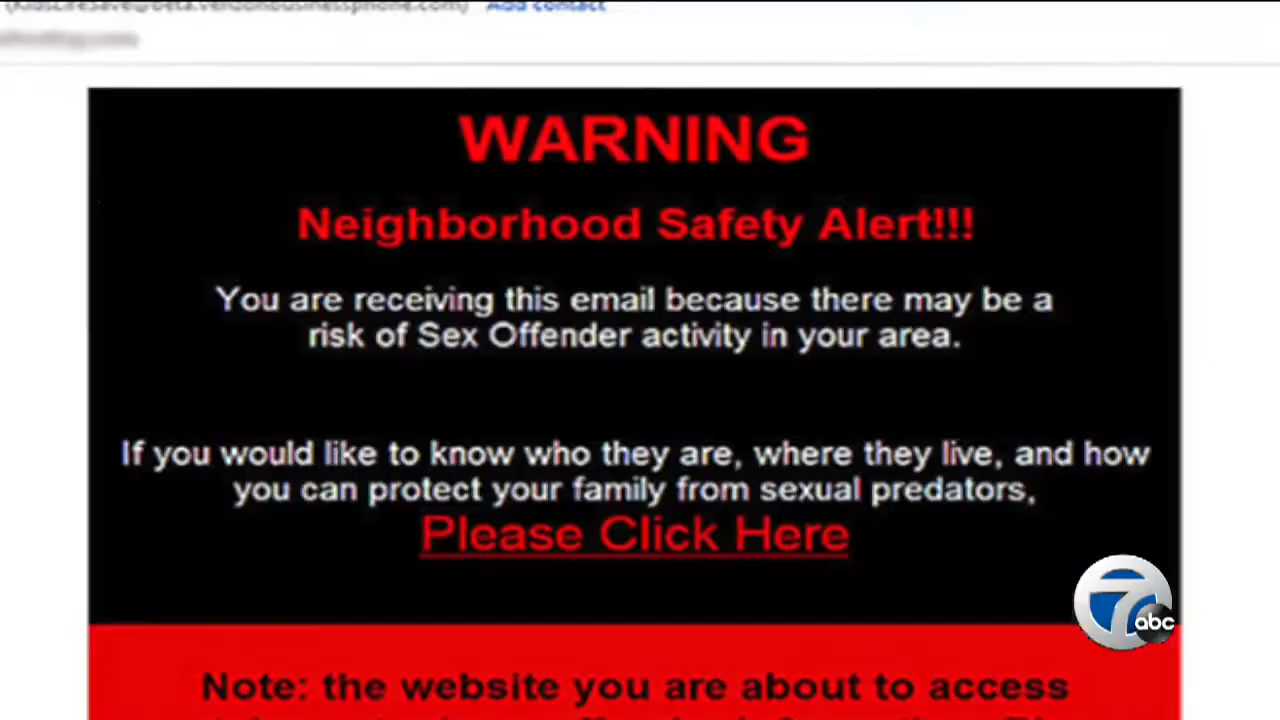 Add contact
WARNING
Neighborhood Safety Alert!!!
You are receiving this email because there may be a
risk of Sex Offender activity in your area.
If you would like to know who they are, where they live, and how
you can protect your family from sexual predators,
Please Click Here
7 abc
Note: the website you are about to access